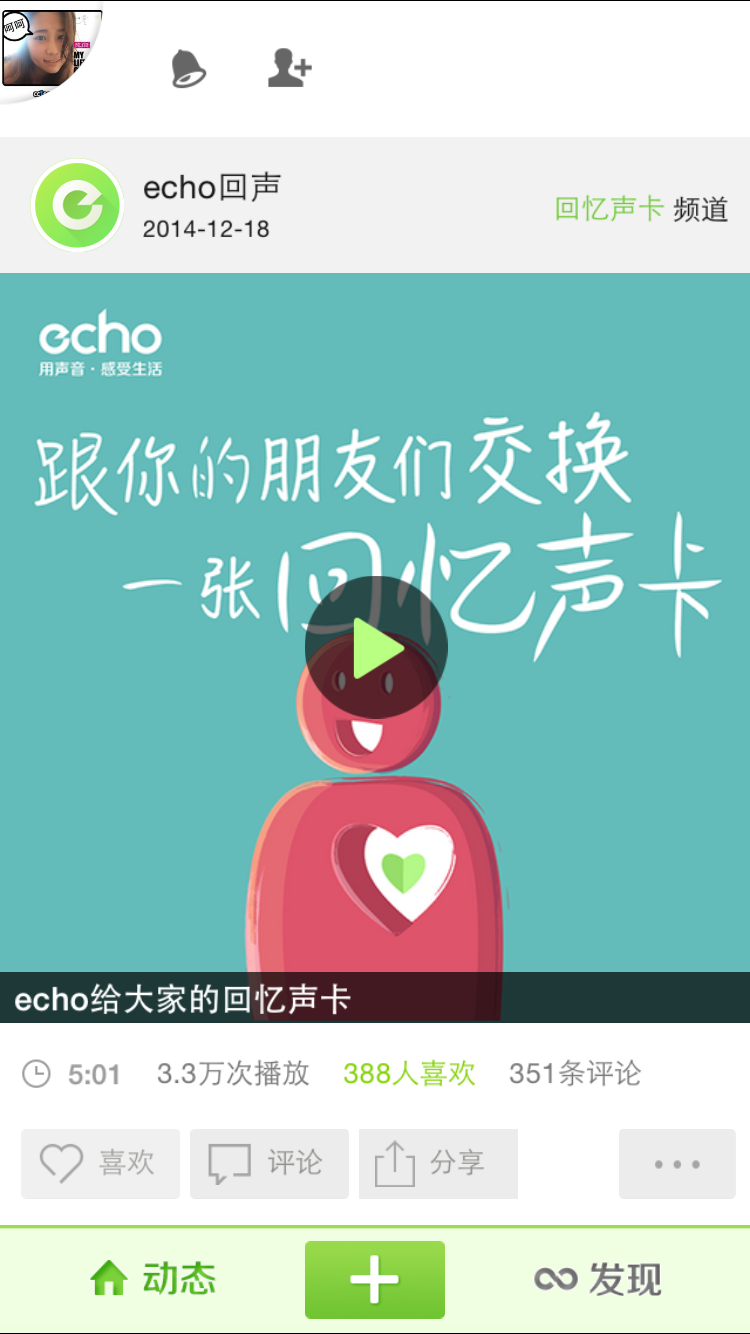 呵呵
echo回声
2014-12-18
回忆声卡 频道
echo
用声音·感受生活
跟你的朋友们交换
一张回忆声卡
echo给大家的回忆声卡
5:01 3.3万次播放 388人喜欢 351条评论
喜欢 评论 分享
动态 发现